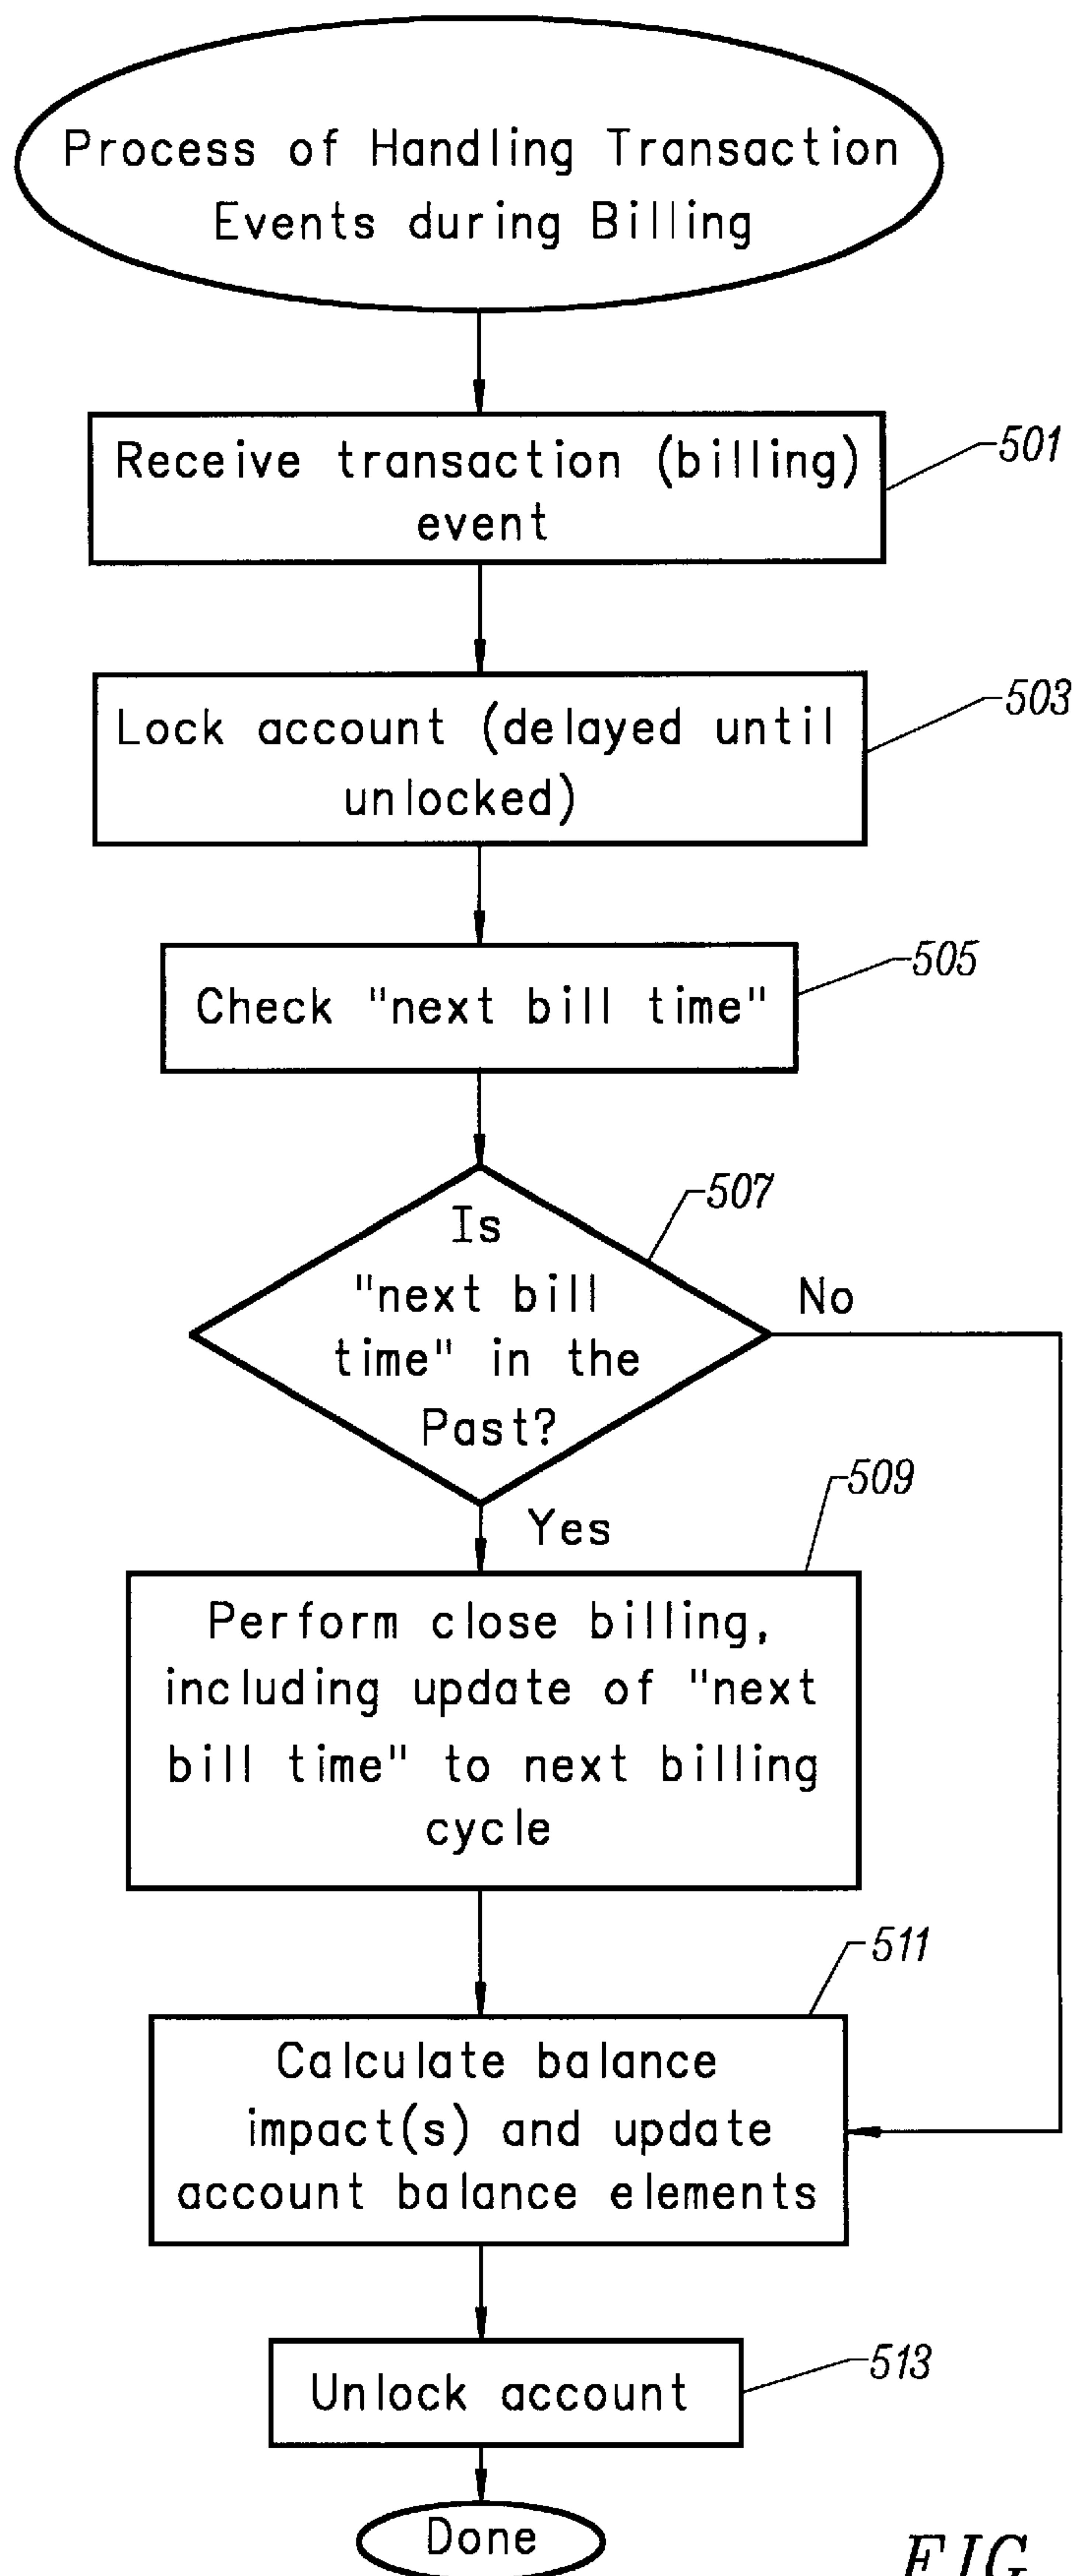 Process of Handling Transaction
Events during Billing
Receive transaction (billing)
event
501
Lock account (delayed until
unlocked)
503
Check "next bill time"
505
Is
"next bill
time" in the
Past?
507
No
Yes
509
Perform close billing,
including update of "next
bill time" to next billing
cycle
511
Calculate balance
impact(s) and update
account balance elements
Unlock account
513
Done
FIG